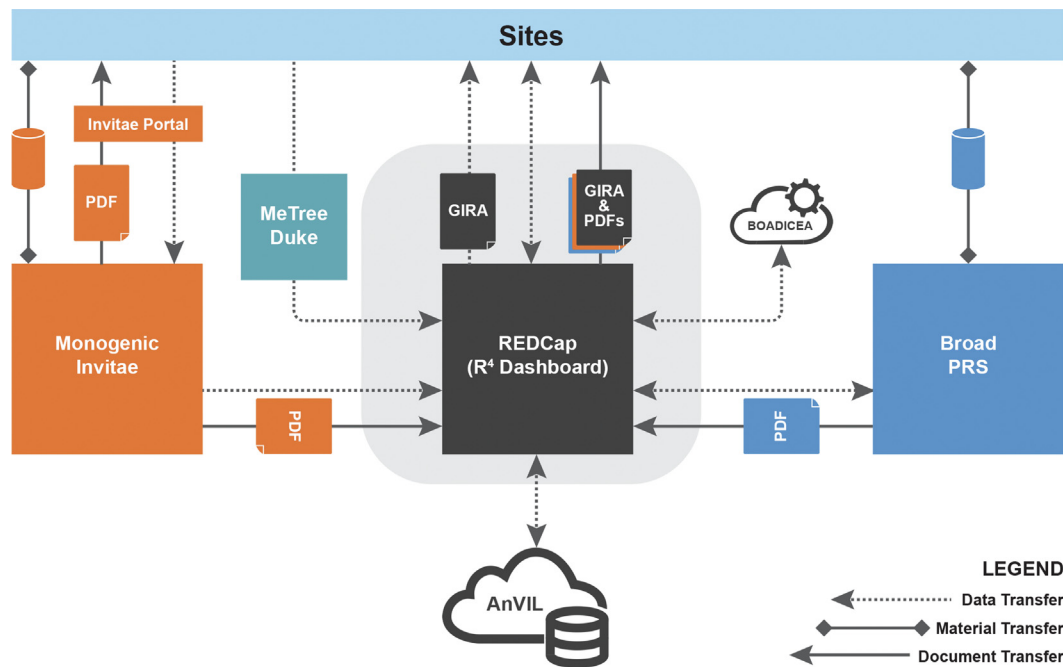 Sites
Invitae Portal
PDF
MeTree
Duke
GIRA
GIRA
&
PDFs
BOADICEA
Monogenic
Invitae
REDCap
(R⁴ Dashboard)
Broad
PRS
PDF
PDF
AnVIL
LEGEND
Data Transfer
Material Transfer
Document Transfer